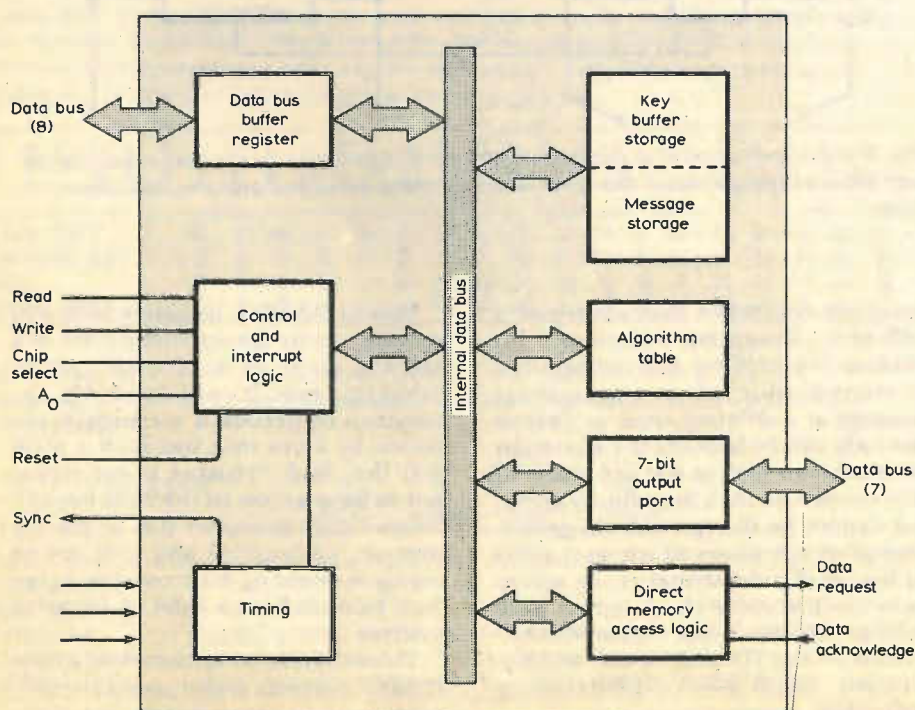 Data bus
(8)
Data bus
buffer
register
Key
buffer
storage
Message
storage
Internal data bus
Read
Write
Chip
select
A0
Control
and
interrupt
logic
Algorithm
table
Reset
7-bit
output
port
Data bus
(7)
Sync
Timing
Direct
memory
access logic
Data
request
Data
acknowledge